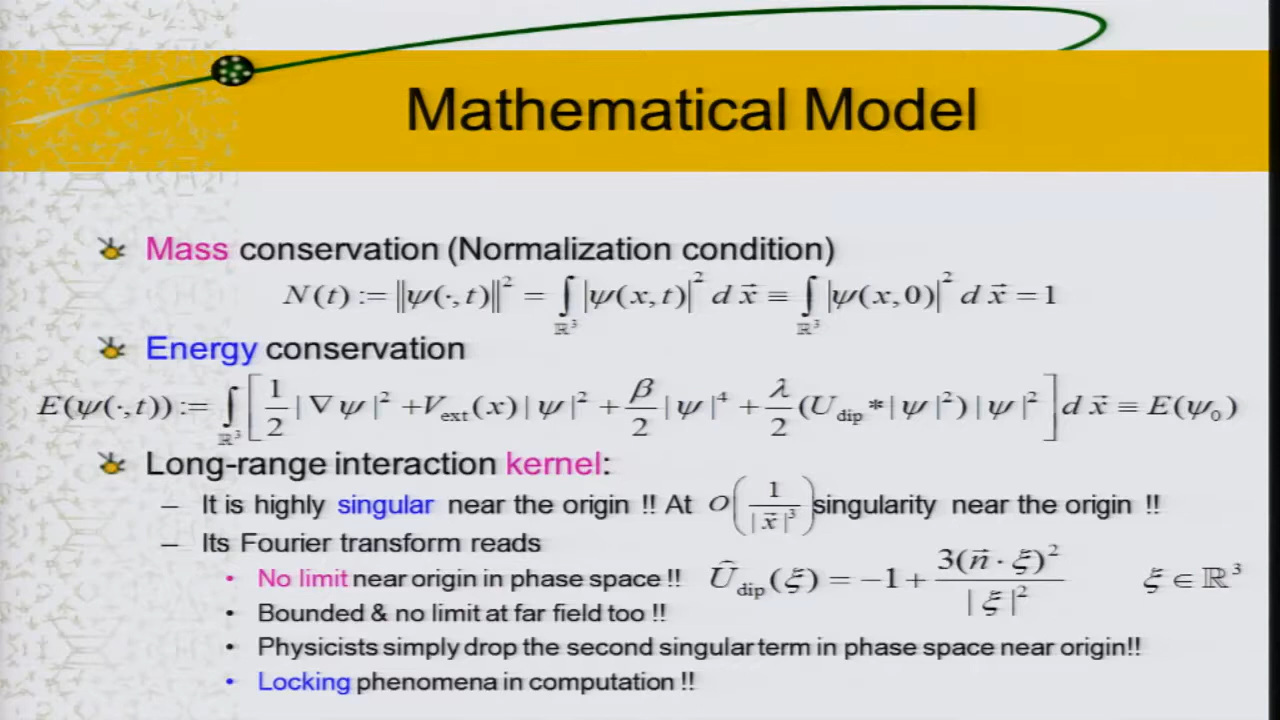 Mathematical Model
Mass conservation (Normalization condition)
N(t) := ‖ψ(·,t)‖² = ∫_{ℝ³} |ψ(x,t)|² d x⃗ ≡ ∫_{ℝ³} |ψ(x,0)|² d x⃗ = 1
Energy conservation
E(ψ(·,t)) := ∫_{ℝ³} [ 1/2 |∇ψ|² + V_ext(x) |ψ|² + β/2 |ψ|⁴ + λ/2 (U_dip * |ψ|²) |ψ|² ] d x⃗ ≡ E(ψ₀)
Long-range interaction kernel:
– It is highly singular near the origin !! At O(1/|x⃗|³) singularity near the origin !!
– Its Fourier transform reads
• No limit near origin in phase space !! Û_dip(ξ) = −1 + 3(n⃗ · ξ)² / |ξ|² ξ ∈ ℝ³
• Bounded & no limit at far field too !!
• Physicists simply drop the second singular term in phase space near origin!!
• Locking phenomena in computation !!